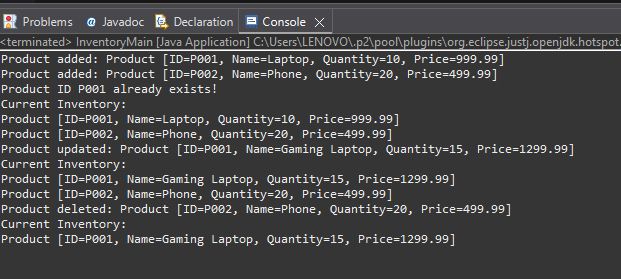 Problems Javadoc Declaration Console
<terminated> InventoryMain [Java Application] C:\Users\LENOVO\.p2\pool\plugins\org.eclipse.justj.openjdk.hotspot.
Product added: Product [ID=P001, Name=Laptop, Quantity=10, Price=999.99]
Product added: Product [ID=P002, Name=Phone, Quantity=20, Price=499.99]
Product ID P001 already exists!
Current Inventory:
Product [ID=P001, Name=Laptop, Quantity=10, Price=999.99]
Product [ID=P002, Name=Phone, Quantity=20, Price=499.99]
Product updated: Product [ID=P001, Name=Gaming Laptop, Quantity=15, Price=1299.99]
Current Inventory:
Product [ID=P001, Name=Gaming Laptop, Quantity=15, Price=1299.99]
Product [ID=P002, Name=Phone, Quantity=20, Price=499.99]
Product deleted: Product [ID=P002, Name=Phone, Quantity=20, Price=499.99]
Current Inventory:
Product [ID=P001, Name=Gaming Laptop, Quantity=15, Price=1299.99]